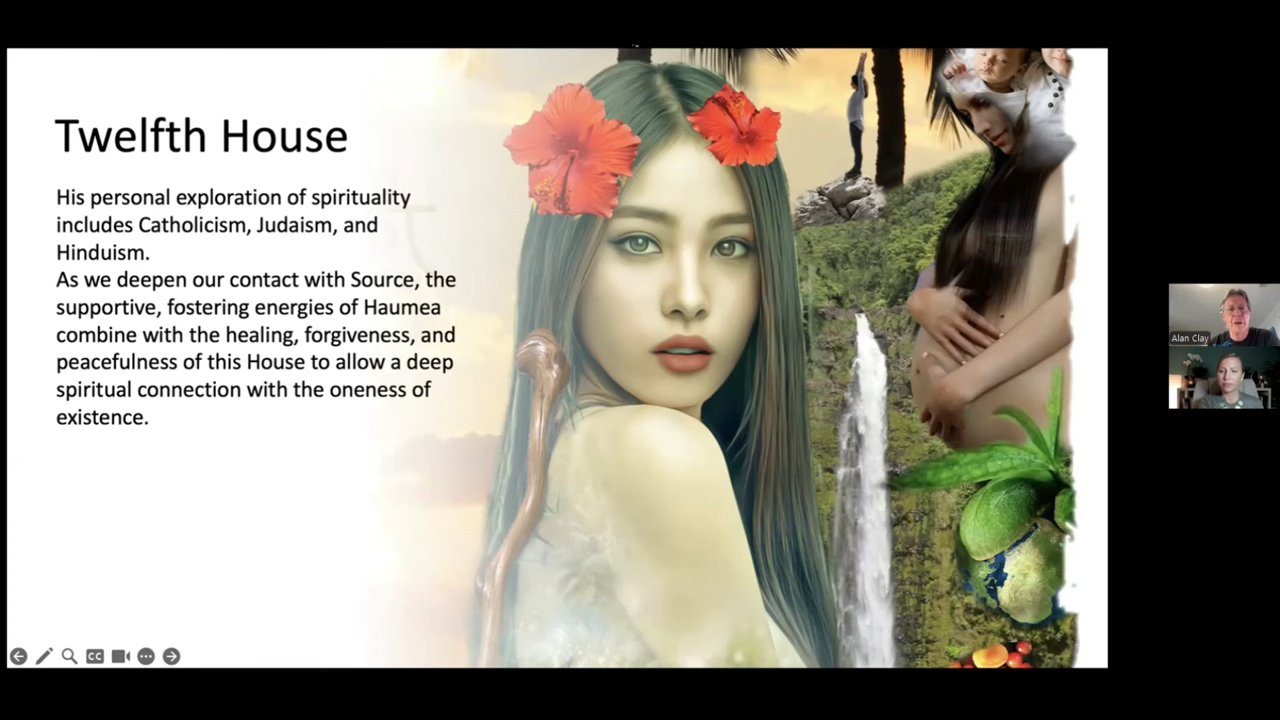 Twelfth House
His personal exploration of spirituality
includes Catholicism, Judaism, and
Hinduism.
As we deepen our contact with Source, the
supportive, fostering energies of Haumea
combine with the healing, forgiveness, and
peacefulness of this House to allow a deep
spiritual connection with the oneness of
existence.
Alan Clay
CC